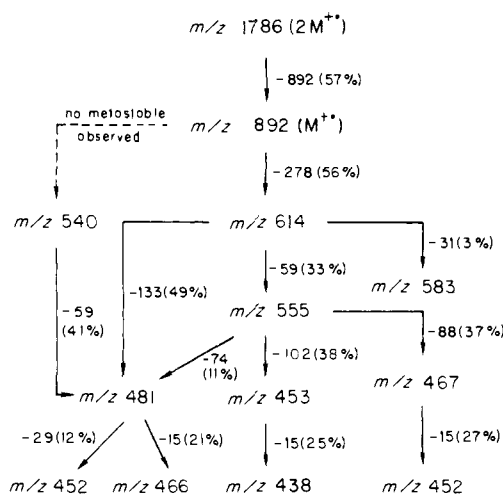 m/z 1786 (2M+•)
-892 (57%)
no metastable
observed
m/z 892 (M+•)
-278 (56%)
m/z 540
m/z 614
-31(3%)
-59 (33%)
m/z 583
-59
(41%)
-133(49%)
m/z 555
-88(37%)
-74
(11%)
-102(38%)
m/z 481
m/z 453
m/z 467
-29(12%)
-15(21%)
-15(25%)
-15(27%)
m/z 452
m/z 466
m/z 438
m/z 452